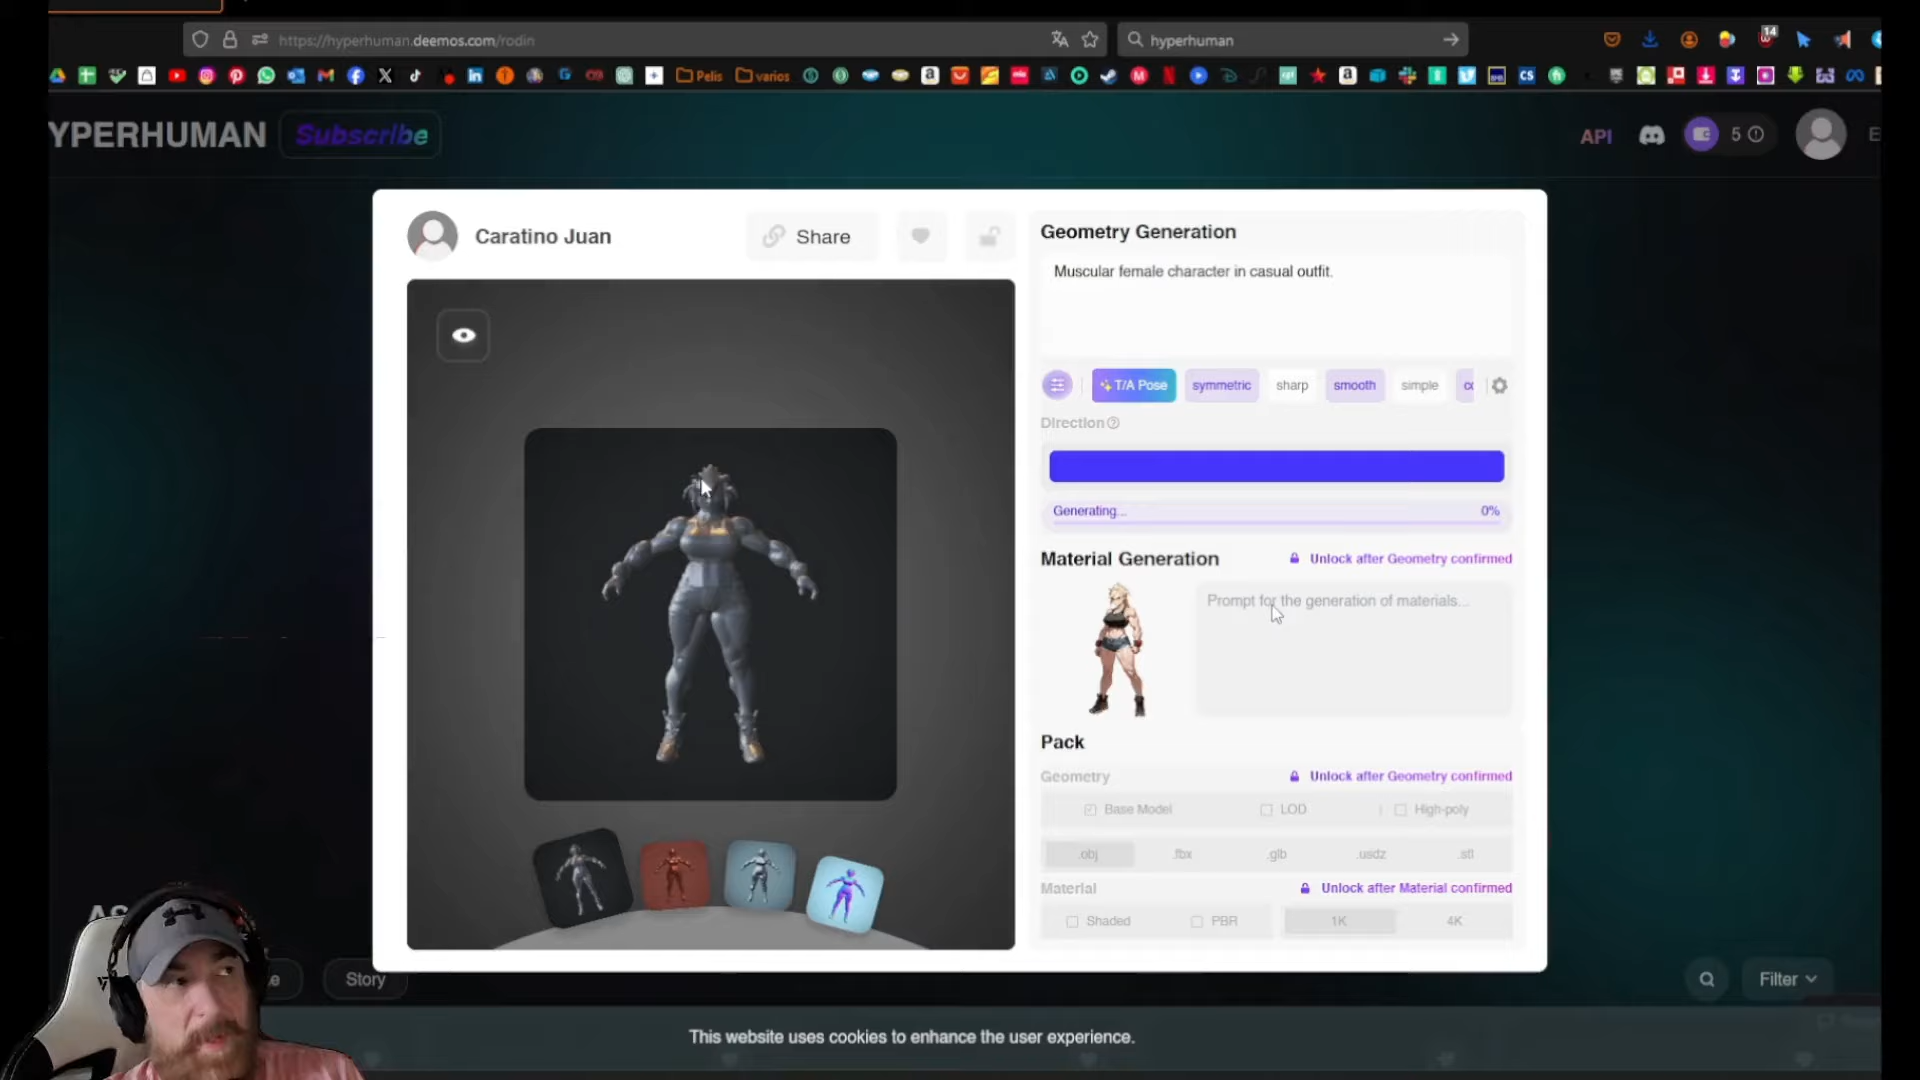 https://hyperhuman.deemos.com/rodin
hyperhuman
14
Pelis
varios
CS
YPERHUMAN
Subscribe
API
5
E
Caratino Juan
Share
Geometry Generation
Muscular female character in casual outfit.
T/A Pose
symmetric
sharp
smooth
simple
Direction
Generating...
0%
Material Generation
Unlock after Geometry confirmed
Prompt for the generation of materials...
Pack
Geometry
Unlock after Geometry confirmed
Base Model
LOD
High-poly
.obj
.fbx
.glb
.usdz
.stl
Material
Unlock after Material confirmed
Shaded
PBR
1K
4K
AS
e
Story
Filter
This website uses cookies to enhance the user experience.